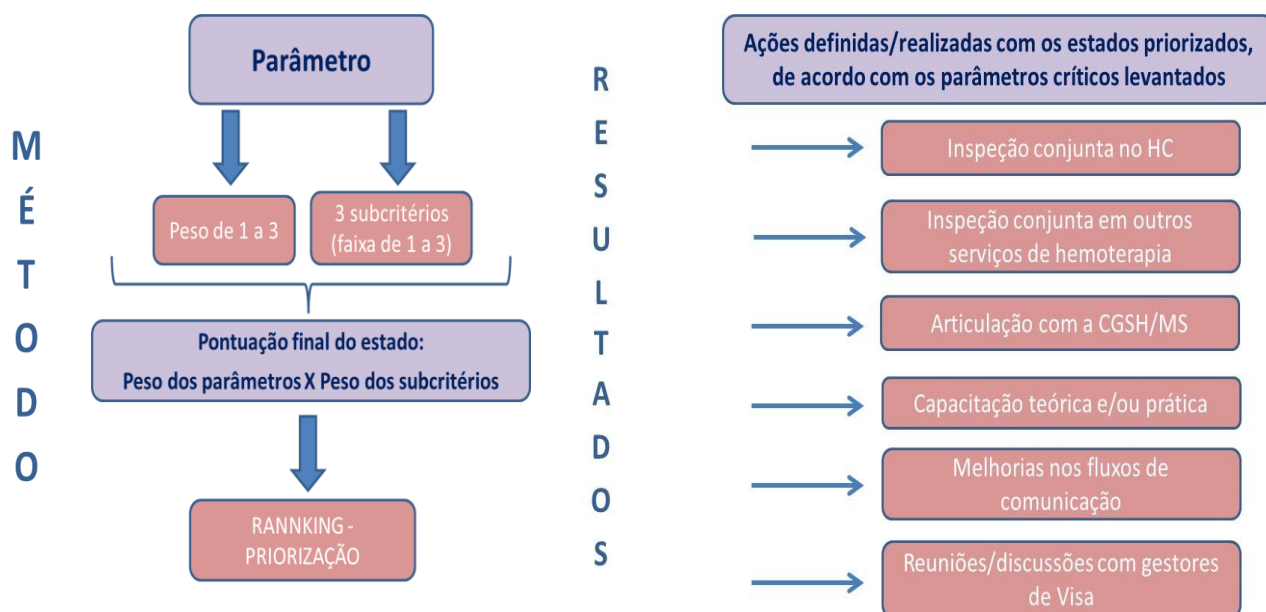 MÉTODO
Parâmetro
Peso de 1 a 3
3 subcritérios
(faixa de 1 a 3)
Pontuação final do estado:
Peso dos parâmetros X Peso dos subcritérios
RANNKING -
PRIORIZAÇÃO
RESULTADOS
Ações definidas/realizadas com os estados priorizados,
de acordo com os parâmetros críticos levantados
Inspeção conjunta no HC
Inspeção conjunta em outros
serviços de hemoterapia
Articulação com a CGSH/MS
Capacitação teórica e/ou prática
Melhorias nos fluxos de
comunicação
Reuniões/discussões com gestores
de Visa